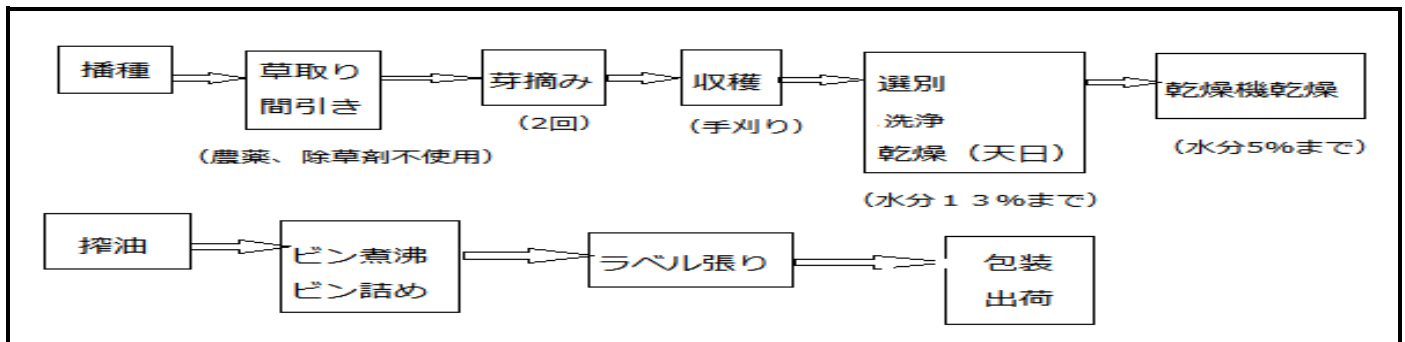 播種
草取り
間引き
(農薬、除草剤不使用)
芽摘み
(2回)
収穫
(手刈り)
選別
洗浄
乾燥(天日)
(水分13%まで)
乾燥機乾燥
(水分5%まで)
搾油
ビン煮沸
ビン詰め
ラベル張り
包装
出荷